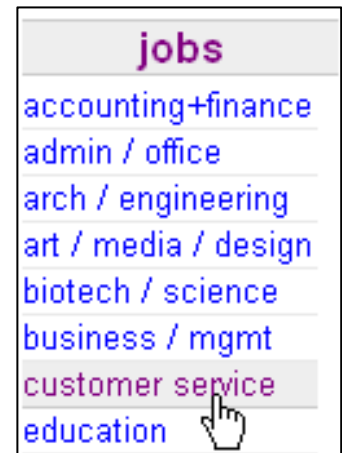 jobs
accounting+finance
admin / office
arch / engineering
art / media / design
biotech / science
business / mgmt
customer service
education